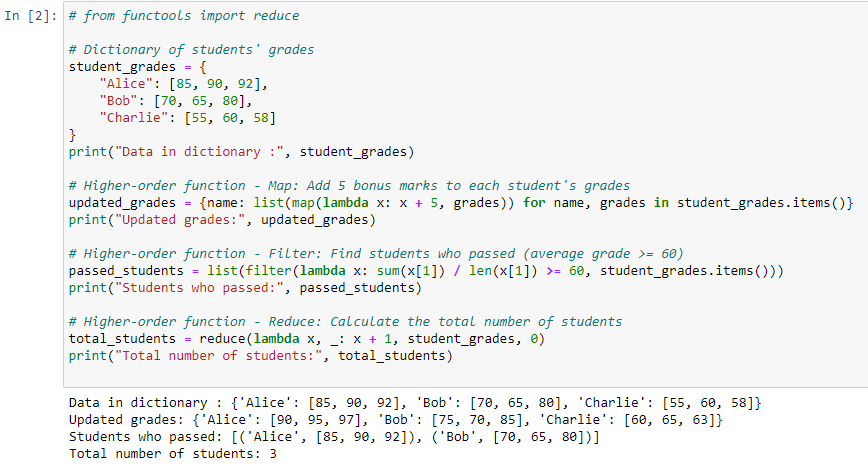 In [2]: # from functools import reduce
# Dictionary of students' grades
student_grades = {
    "Alice": [85, 90, 92],
    "Bob": [70, 65, 80],
    "Charlie": [55, 60, 58]
}
print("Data in dictionary :", student_grades)
# Higher-order function - Map: Add 5 bonus marks to each student's grades
updated_grades = {name: list(map(lambda x: x + 5, grades)) for name, grades in student_grades.items()}
print("Updated grades:", updated_grades)
# Higher-order function - Filter: Find students who passed (average grade >= 60)
passed_students = list(filter(lambda x: sum(x[1]) / len(x[1]) >= 60, student_grades.items()))
print("Students who passed:", passed_students)
# Higher-order function - Reduce: Calculate the total number of students
total_students = reduce(lambda x, _: x + 1, student_grades, 0)
print("Total number of students:", total_students)
Data in dictionary : {'Alice': [85, 90, 92], 'Bob': [70, 65, 80], 'Charlie': [55, 60, 58]}
Updated grades: {'Alice': [90, 95, 97], 'Bob': [75, 70, 85], 'Charlie': [60, 65, 63]}
Students who passed: [('Alice', [85, 90, 92]), ('Bob', [70, 65, 80])]
Total number of students: 3